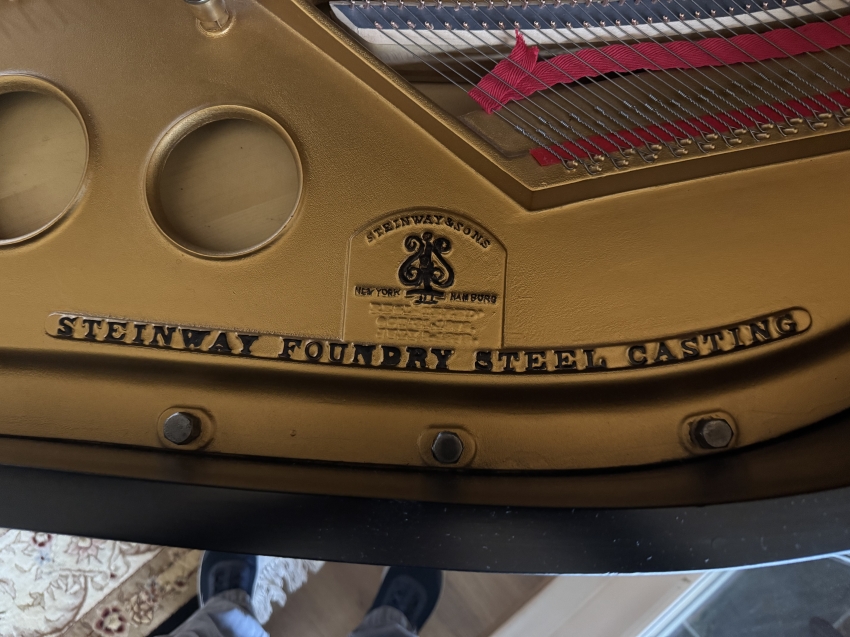 STEINWAY & SONS
NEW YORK HAMBURG
STEINWAY FOUNDRY STEEL CASTING